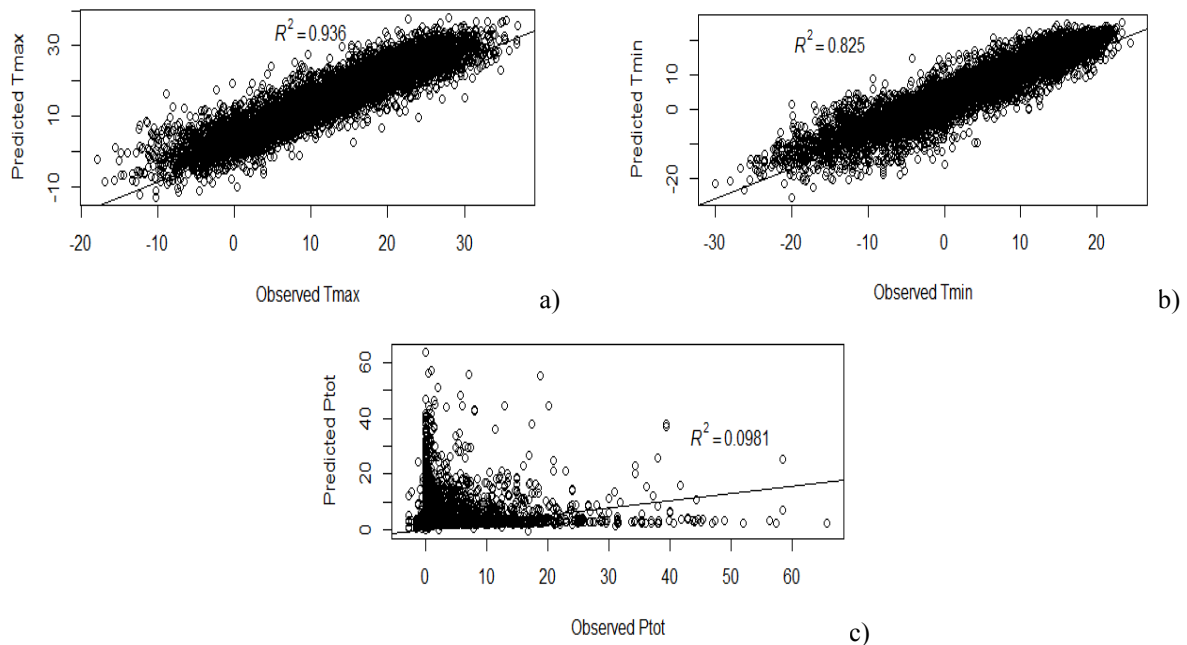 R² = 0.936
Predicted Tmax
30
10
-10
-20 -10 0 10 20 30
Observed Tmax
a)
R² = 0.825
Predicted Tmin
10
0
-20
-30 -20 -10 0 10 20
Observed Tmin
b)
R² = 0.0981
Predicted Ptot
60
40
20
0
0 10 20 30 40 50 60
Observed Ptot
c)